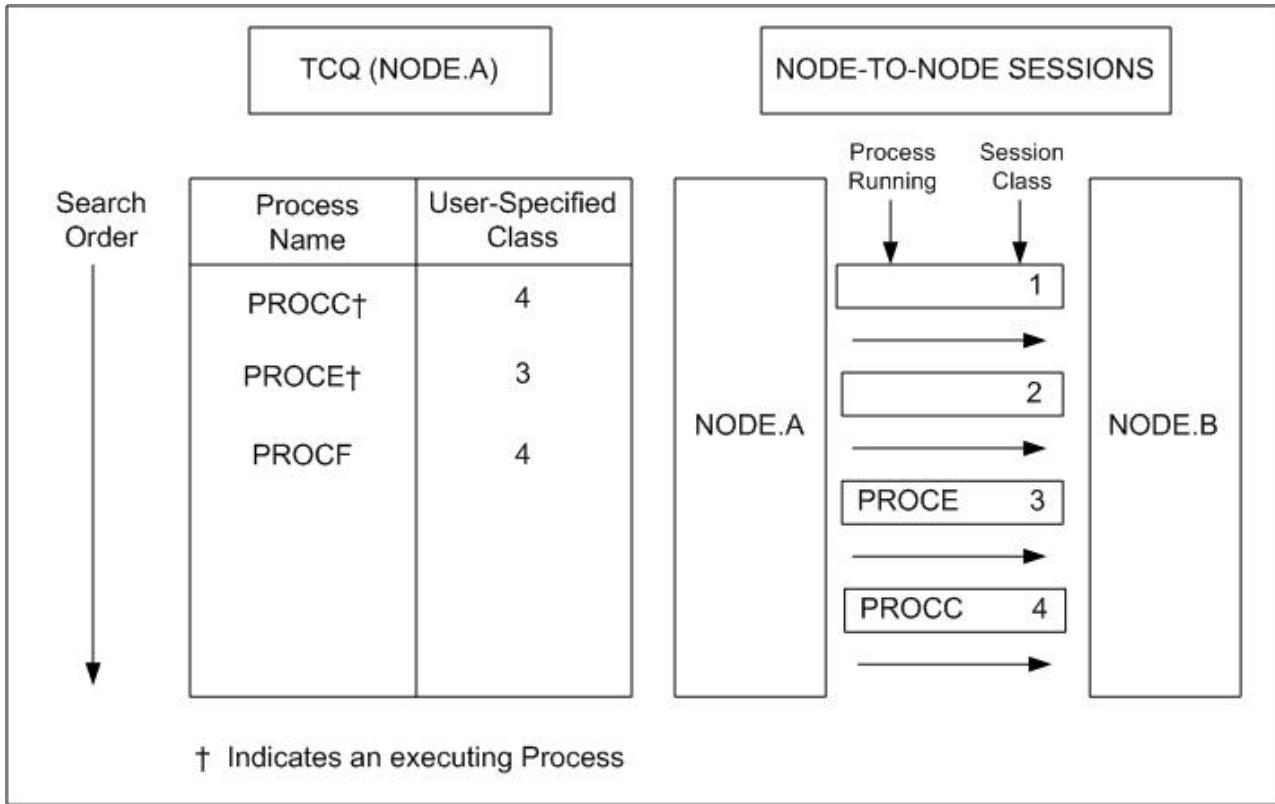 TCQ (NODE.A)
NODE-TO-NODE SESSIONS
Search
Order
Process
Name
User-Specified
Class
PROCC† 4
PROCE† 3
PROCF 4
Process
Running
Session
Class
NODE.A
1
2
PROCE 3
PROCC 4
NODE.B
† Indicates an executing Process